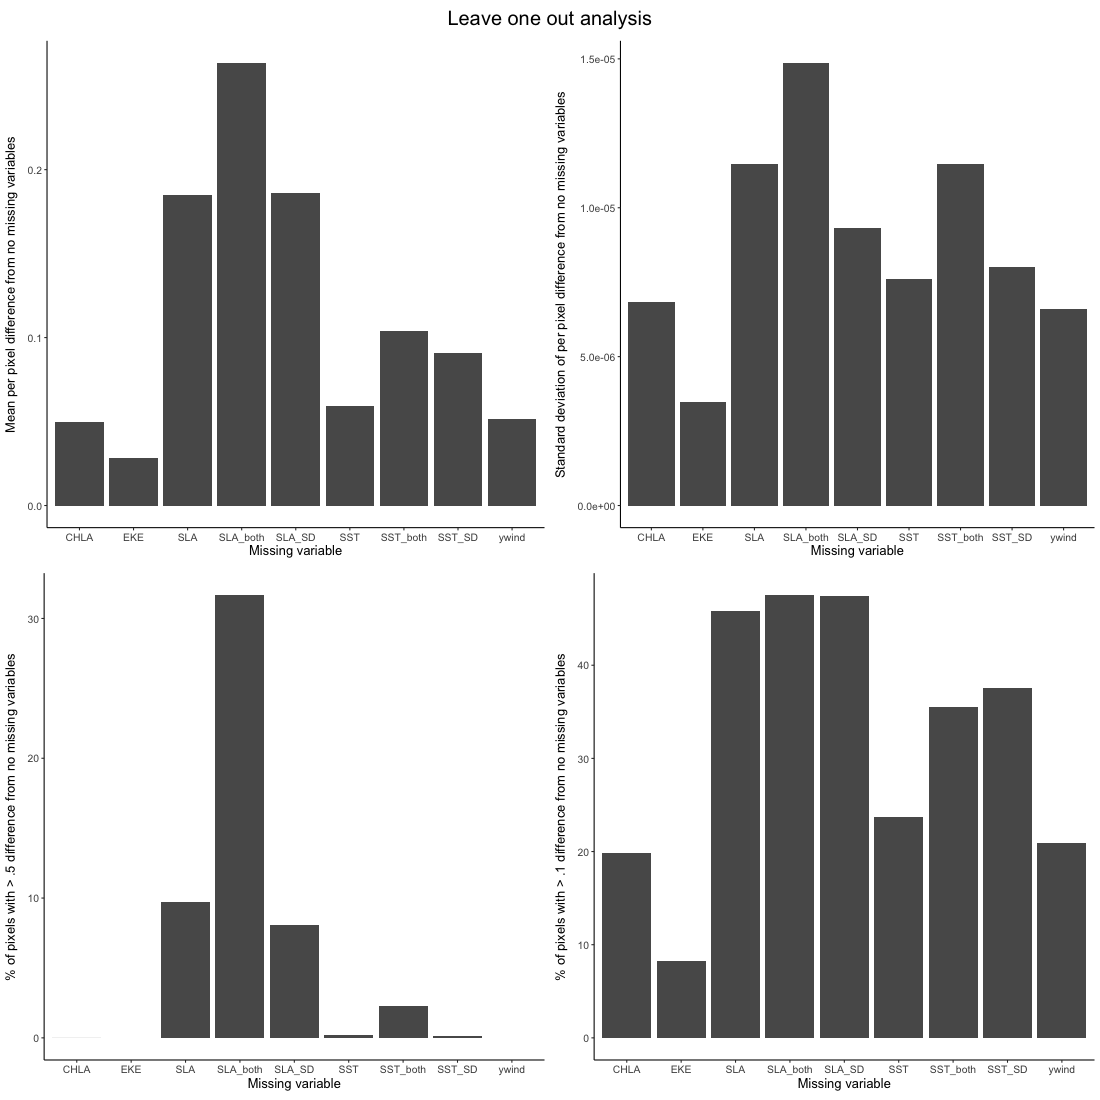 Leave one out analysis
Mean per pixel difference from no missing variables
0.2
0.1
0.0
CHLA EKE SLA SLA_both SLA_SD SST SST_both SST_SD ywind
Missing variable
Standard deviation of per pixel difference from no missing variables
1.5e-05
1.0e-05
5.0e-06
0.0e+00
CHLA EKE SLA SLA_both SLA_SD SST SST_both SST_SD ywind
Missing variable
% of pixels with > .5 difference from no missing variables
30
20
10
0
CHLA EKE SLA SLA_both SLA_SD SST SST_both SST_SD ywind
Missing variable
% of pixels with > .1 difference from no missing variables
40
30
20
10
0
CHLA EKE SLA SLA_both SLA_SD SST SST_both SST_SD ywind
Missing variable